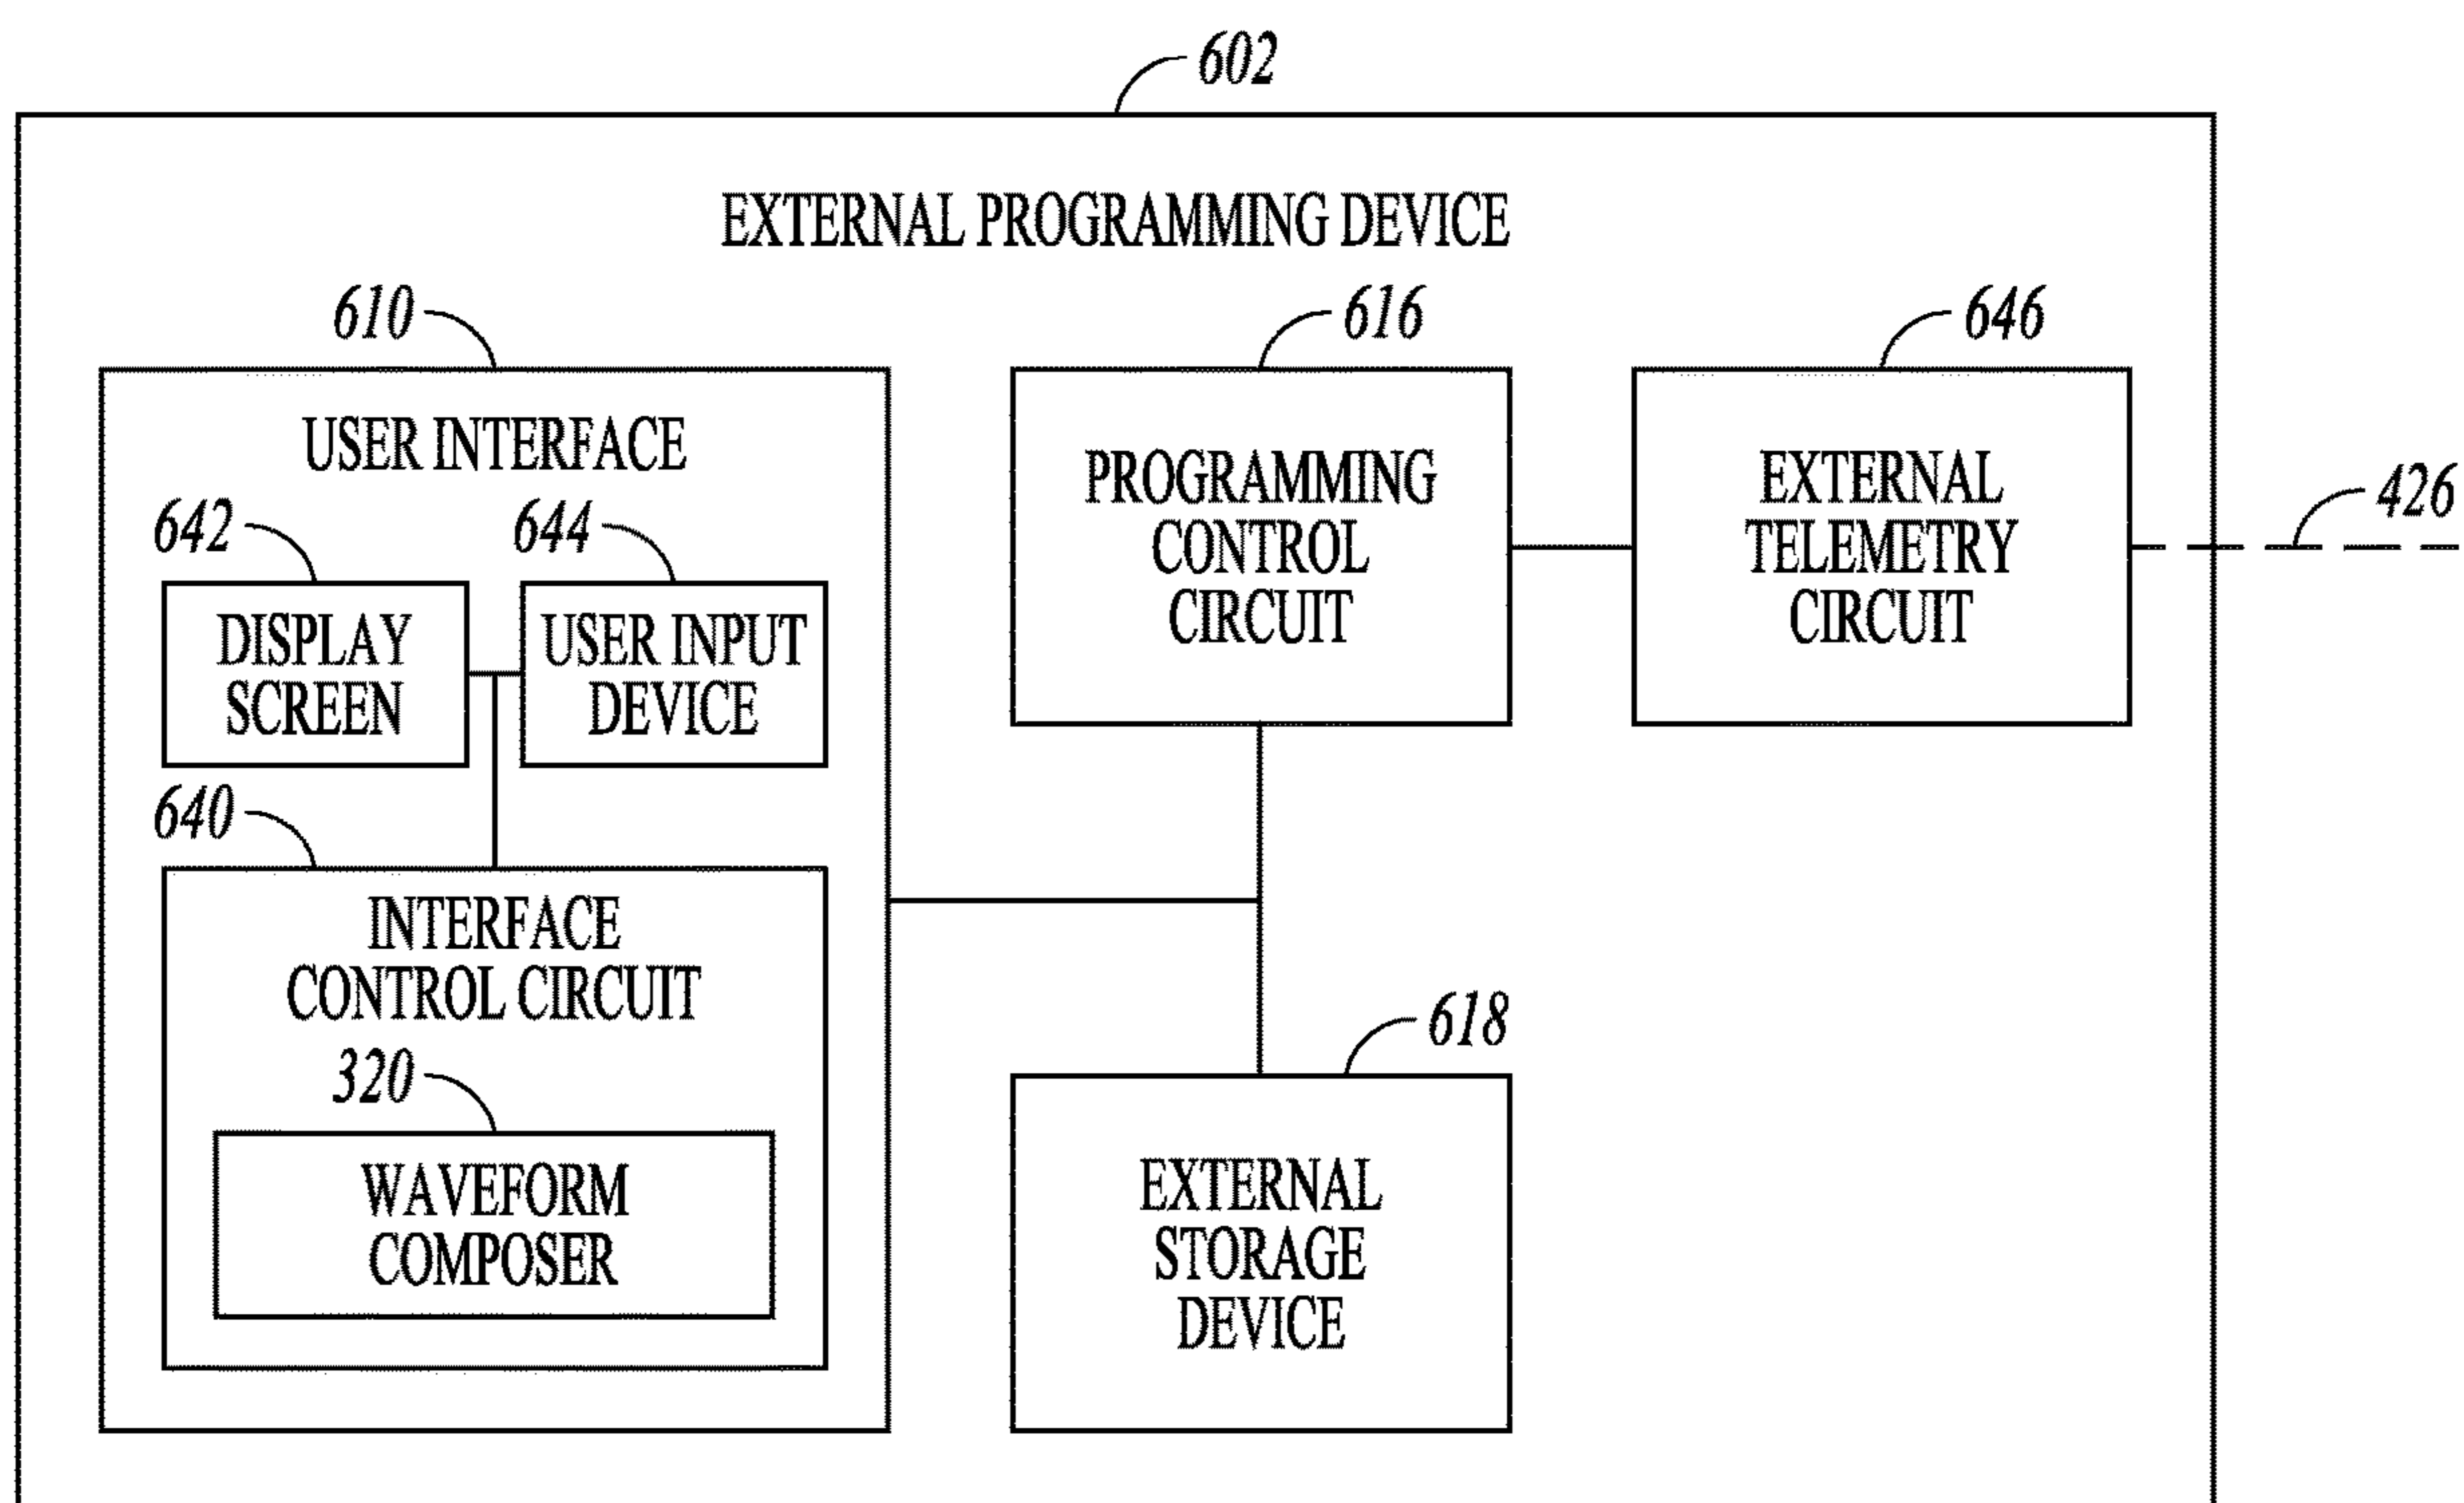 602
EXTERNAL PROGRAMMING DEVICE
610
616
646
USER INTERFACE
642
644
DISPLAY
SCREEN
USER INPUT
DEVICE
640
INTERFACE
CONTROL CIRCUIT
320
WAVEFORM
COMPOSER
PROGRAMMING
CONTROL
CIRCUIT
EXTERNAL
TELEMETRY
CIRCUIT
426
618
EXTERNAL
STORAGE
DEVICE